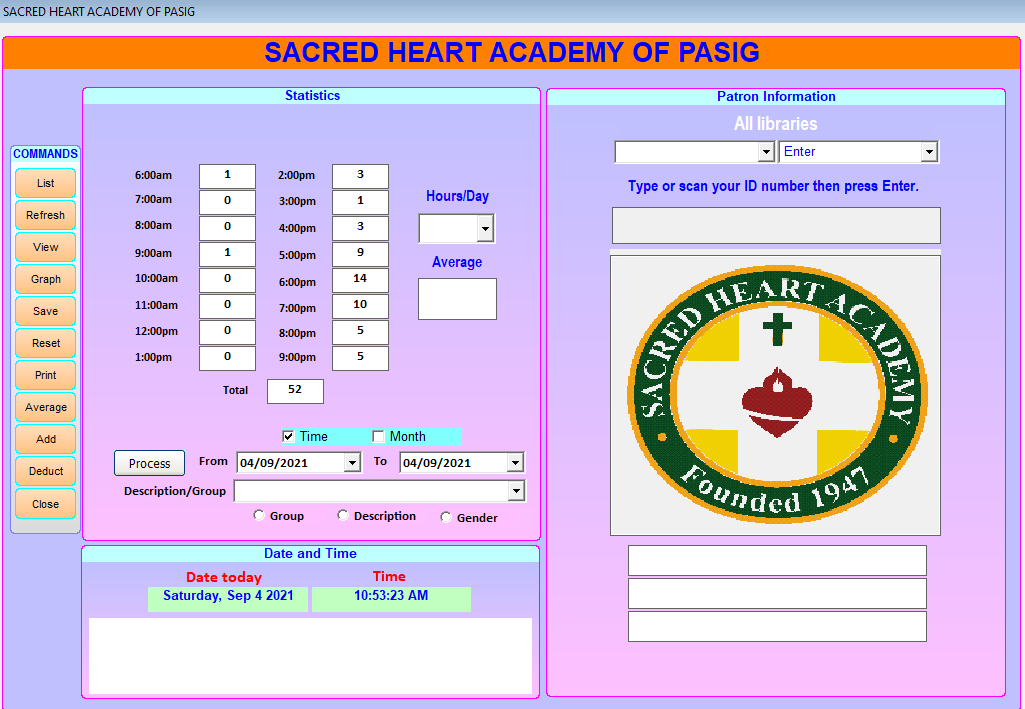 SACRED HEART ACADEMY OF PASIG
SACRED HEART ACADEMY OF PASIG
COMMANDS
List
Refresh
View
Graph
Save
Reset
Print
Average
Add
Deduct
Close
Statistics
6:00am 1 2:00pm 3
7:00am 0 3:00pm 1
8:00am 0 4:00pm 3
9:00am 1 5:00pm 9
10:00am 0 6:00pm 14
11:00am 0 7:00pm 10
12:00pm 0 8:00pm 5
1:00pm 0 9:00pm 5
Total 52
Hours/Day
Average
Time Month
Process From 04/09/2021 To 04/09/2021
Description/Group
Group Description Gender
Date and Time
Date today Time
Saturday, Sep 4 2021 10:53:23 AM
Patron Information
All libraries
Enter
Type or scan your ID number then press Enter.
SACRED HEART ACADEMY
Founded 1947